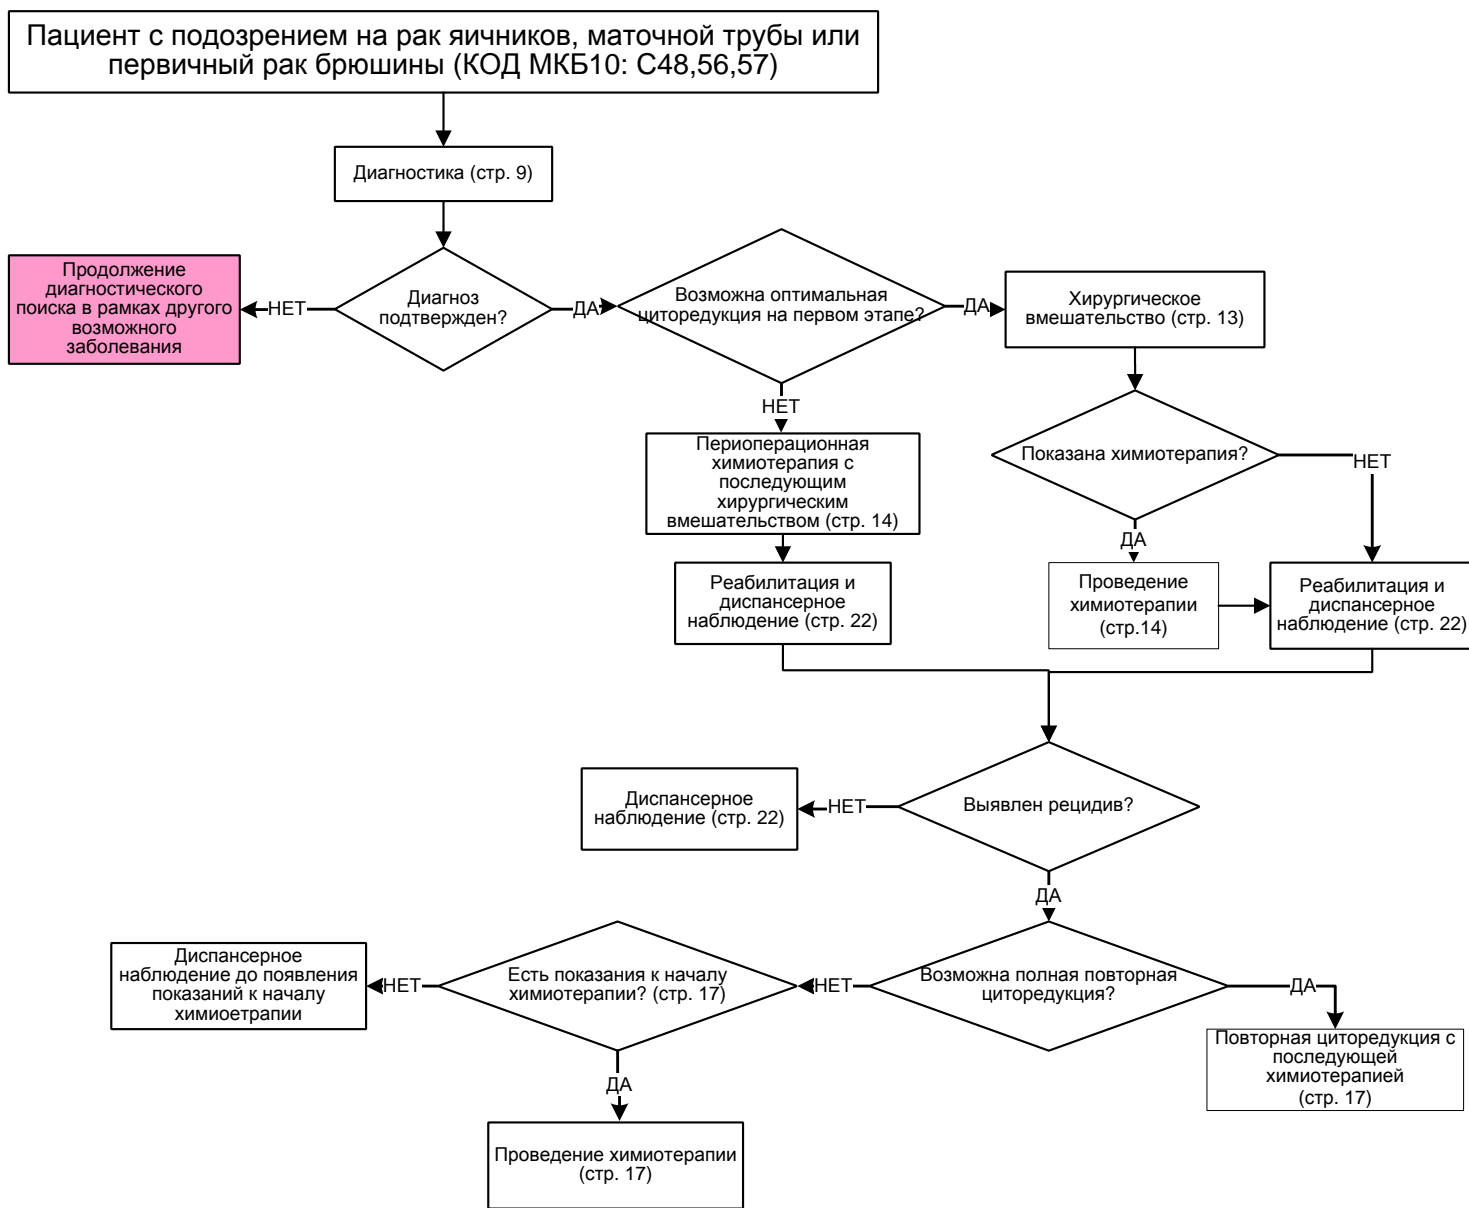 Пациент с подозрением на рак яичников, маточной трубы или
первичный рак брюшины (КОД МКБ10: С48,56,57)
Диагностика (стр. 9)
Продолжение
диагностического
поиска в рамках другого
возможного
заболевания
НЕТ
Диагноз
подтвержден?
ДА
Возможна оптимальная
циторедукция на первом этапе?
ДА
Хирургическое
вмешательство (стр. 13)
НЕТ
Периоперационная
химиотерапия с
последующим
хирургическим
вмешательством (стр. 14)
Показана химиотерапия?
НЕТ
ДА
Реабилитация и
диспансерное
наблюдение (стр. 22)
Проведение
химиотерапии
(стр.14)
Реабилитация и
диспансерное
наблюдение (стр. 22)
Диспансерное
наблюдение (стр. 22)
НЕТ
Выявлен рецидив?
ДА
Диспансерное
наблюдение до появления
показаний к началу
химиоетрапии
НЕТ
Есть показания к началу
химиотерапии? (стр. 17)
НЕТ
Возможна полная повторная
циторедукция?
ДА
Повторная циторедукция с
последующей
химиотерапией
(стр. 17)
ДА
Проведение химиотерапии
(стр. 17)